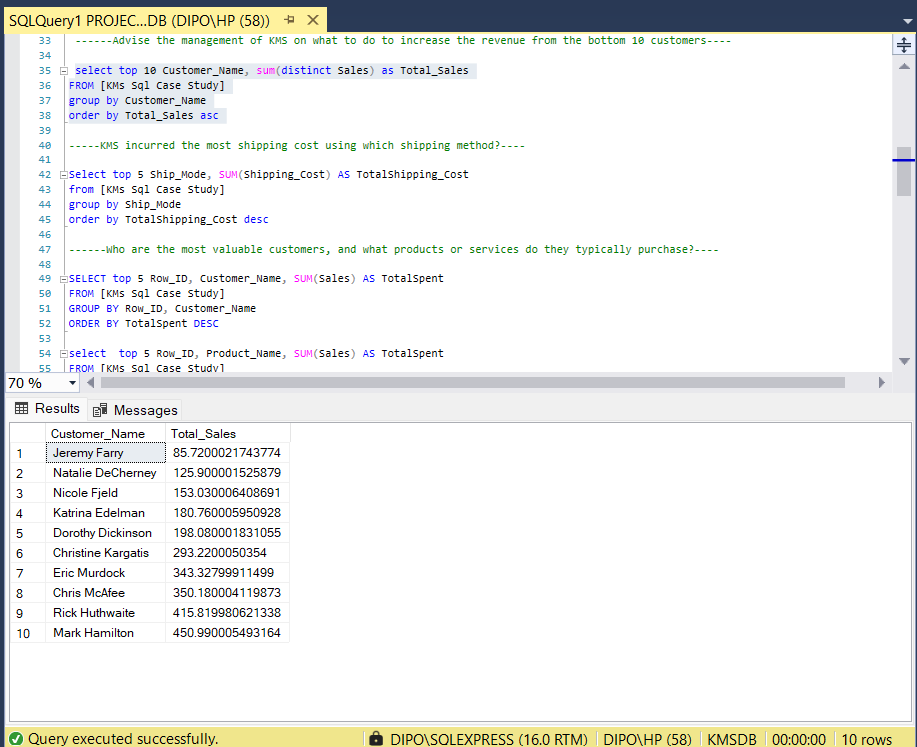 SQLQuery1 PROJEC...DB (DIPO\HP (58))
33 ------Advise the management of KMS on what to do to increase the revenue from the bottom 10 customers----
34
35 select top 10 Customer_Name, sum(distinct Sales) as Total_Sales
36 FROM [KMs Sql Case Study]
37 group by Customer_Name
38 order by Total_Sales asc
39
40 -----KMS incurred the most shipping cost using which shipping method?----
41
42 Select top 5 Ship_Mode, SUM(Shipping_Cost) AS TotalShipping_Cost
43 from [KMs Sql Case Study]
44 group by Ship_Mode
45 order by TotalShipping_Cost desc
46
47 ------Who are the most valuable customers, and what products or services do they typically purchase?----
48
49 SELECT top 5 Row_ID, Customer_Name, SUM(Sales) AS TotalSpent
50 FROM [KMs Sql Case Study]
51 GROUP BY Row_ID, Customer_Name
52 ORDER BY TotalSpent DESC
53
54 select  top 5 Row_ID, Product_Name, SUM(Sales) AS TotalSpent
55 FROM [KMs Sql Case Study]
70 %
Results Messages
Customer_Name Total_Sales
1 Jeremy Farry 85.7200021743774
2 Natalie DeCherney 125.900001525879
3 Nicole Fjeld 153.030006408691
4 Katrina Edelman 180.760005950928
5 Dorothy Dickinson 198.080001831055
6 Christine Kargatis 293.2200050354
7 Eric Murdock 343.32799911499
8 Chris McAfee 350.180004119873
9 Rick Huthwaite 415.819980621338
10 Mark Hamilton 450.990005493164
Query executed successfully. DIPO\SQLEXPRESS (16.0 RTM) DIPO\HP (58) KMSDB 00:00:00 10 rows